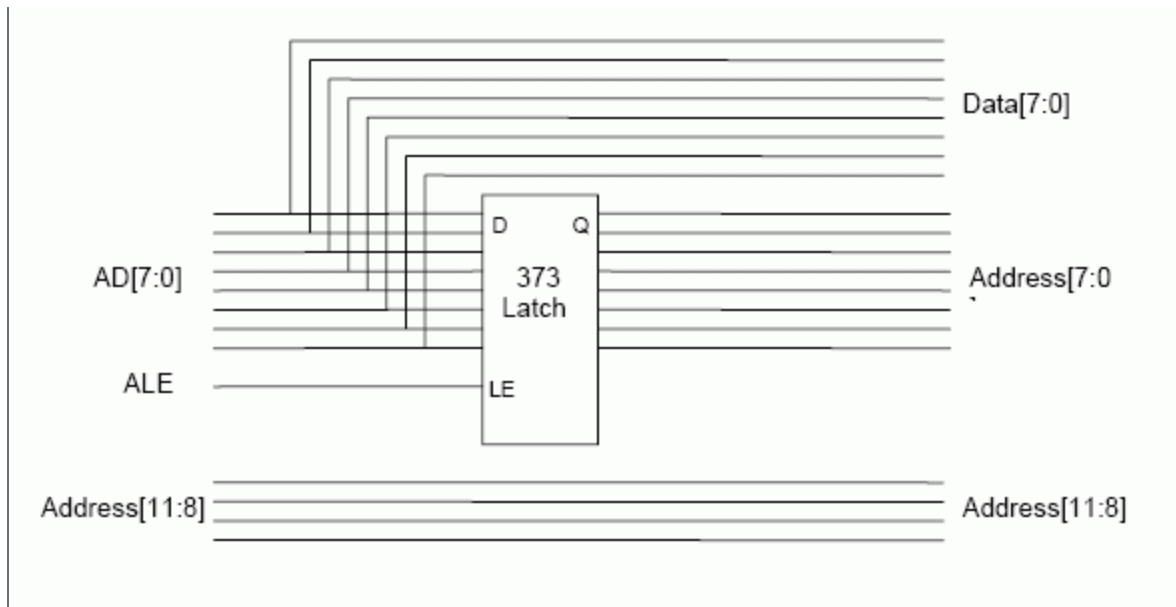 Data[7:0]
D
Q
AD[7:0]
373
Latch
Address[7:0
]
ALE
LE
Address[11:8]
Address[11:8]